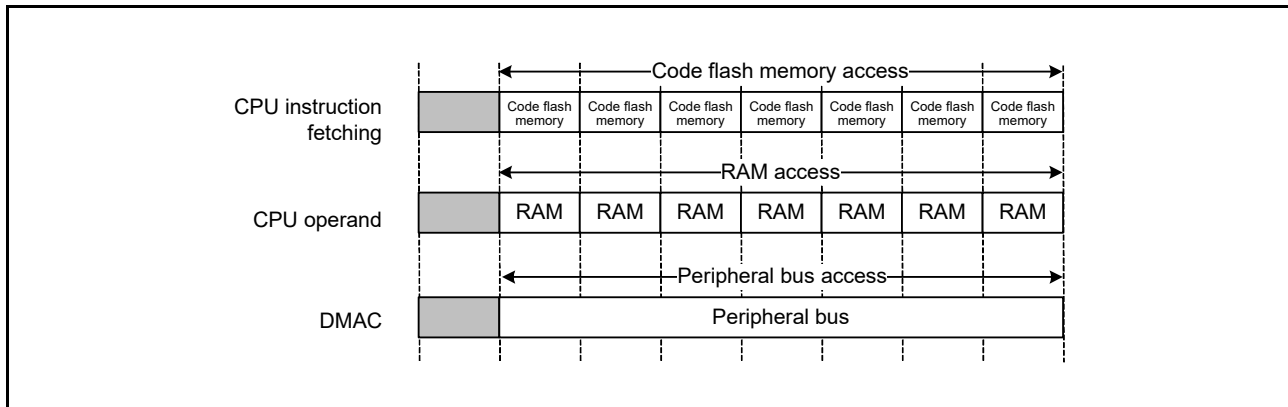 Code flash memory access
CPU instruction
fetching
Code flash Code flash Code flash Code flash Code flash Code flash Code flash
memory memory memory memory memory memory memory
RAM access
CPU operand
RAM RAM RAM RAM RAM RAM RAM
Peripheral bus access
DMAC
Peripheral bus